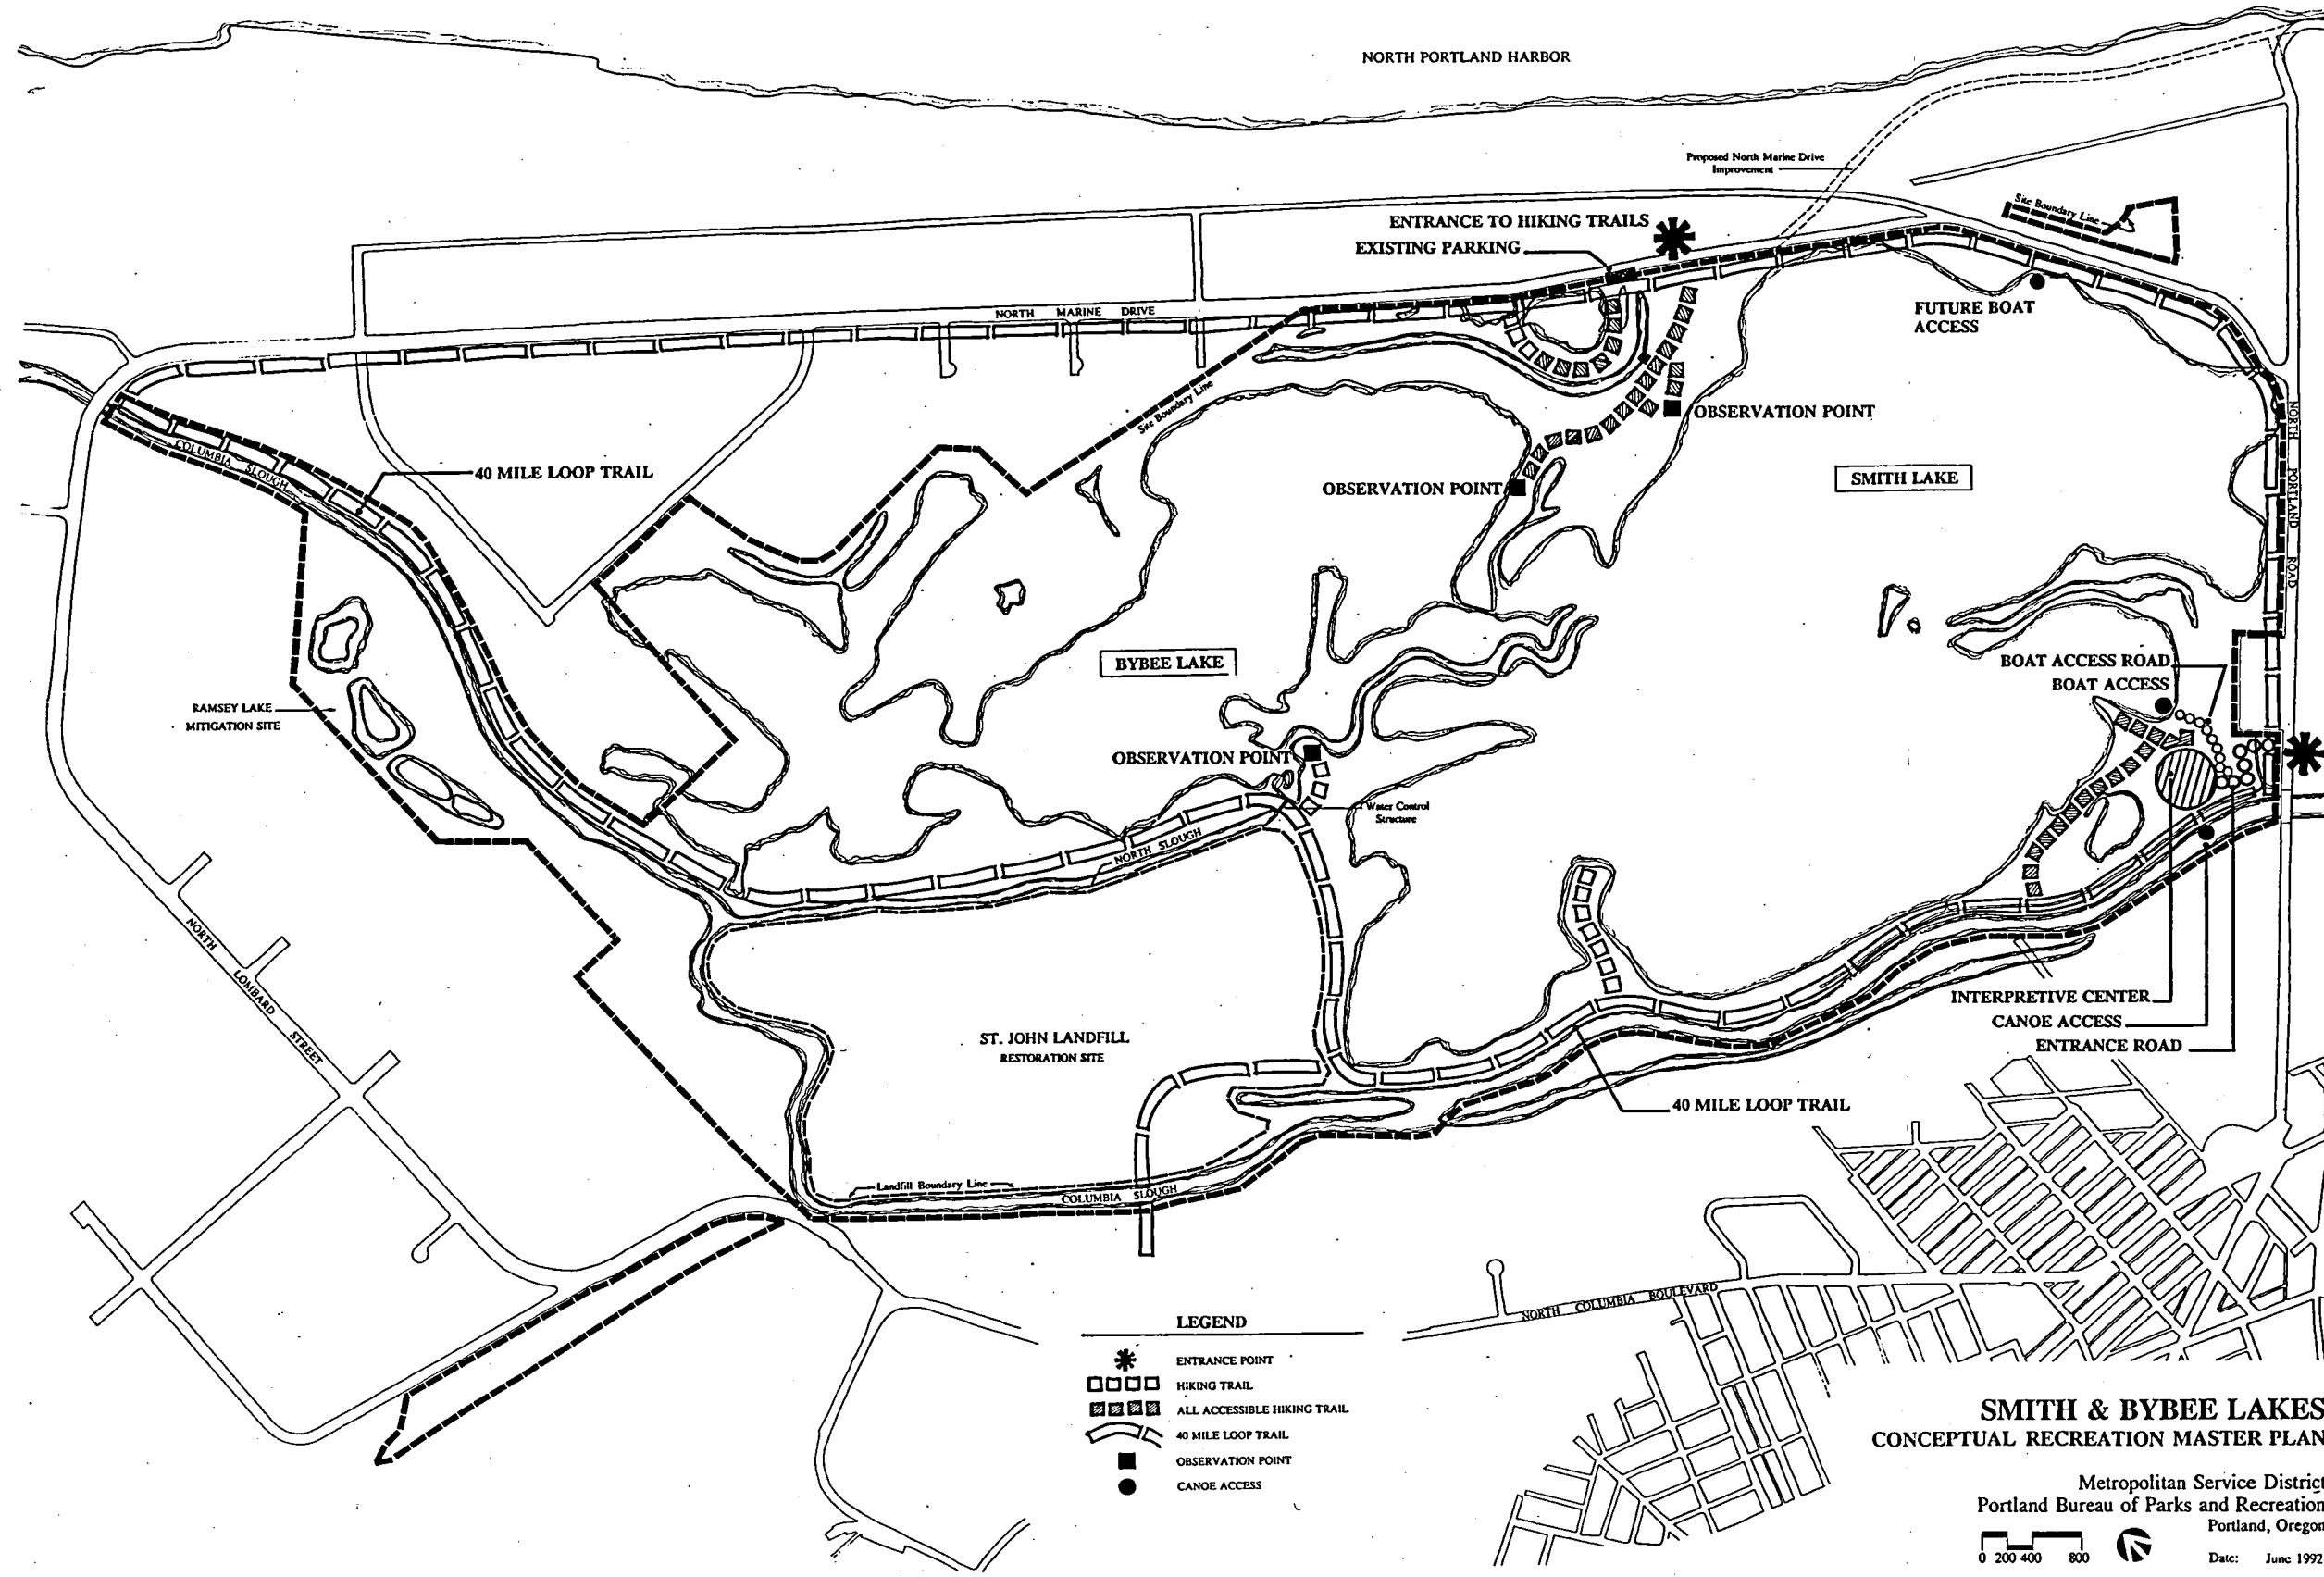 NORTH PORTLAND HARBOR
Proposed North Marine Drive
Improvement
Site Boundary Line
ENTRANCE TO HIKING TRAILS
EXISTING PARKING
FUTURE BOAT
ACCESS
NORTH MARINE DRIVE
Site Boundary Line
OBSERVATION POINT
NORTH PORTLAND ROAD
COLUMBIA SLOUGH
40 MILE LOOP TRAIL
SMITH LAKE
OBSERVATION POINT
BYBEE LAKE
BOAT ACCESS ROAD
BOAT ACCESS
RAMSEY LAKE
MITIGATION SITE
OBSERVATION POINT
Water Control
Structure
NORTH SLOUGH
NORTH LOMBARD STREET
INTERPRETIVE CENTER
CANOE ACCESS
ENTRANCE ROAD
ST. JOHN LANDFILL
RESTORATION SITE
40 MILE LOOP TRAIL
Landfill Boundary Line
COLUMBIA SLOUGH
NORTH COLUMBIA BOULEVARD
LEGEND
ENTRANCE POINT
HIKING TRAIL
ALL ACCESSIBLE HIKING TRAIL
40 MILE LOOP TRAIL
OBSERVATION POINT
CANOE ACCESS
SMITH & BYBEE LAKES
CONCEPTUAL RECREATION MASTER PLAN
Metropolitan Service District
Portland Bureau of Parks and Recreation
Portland, Oregon
0 200 400 800
Date: June 1992